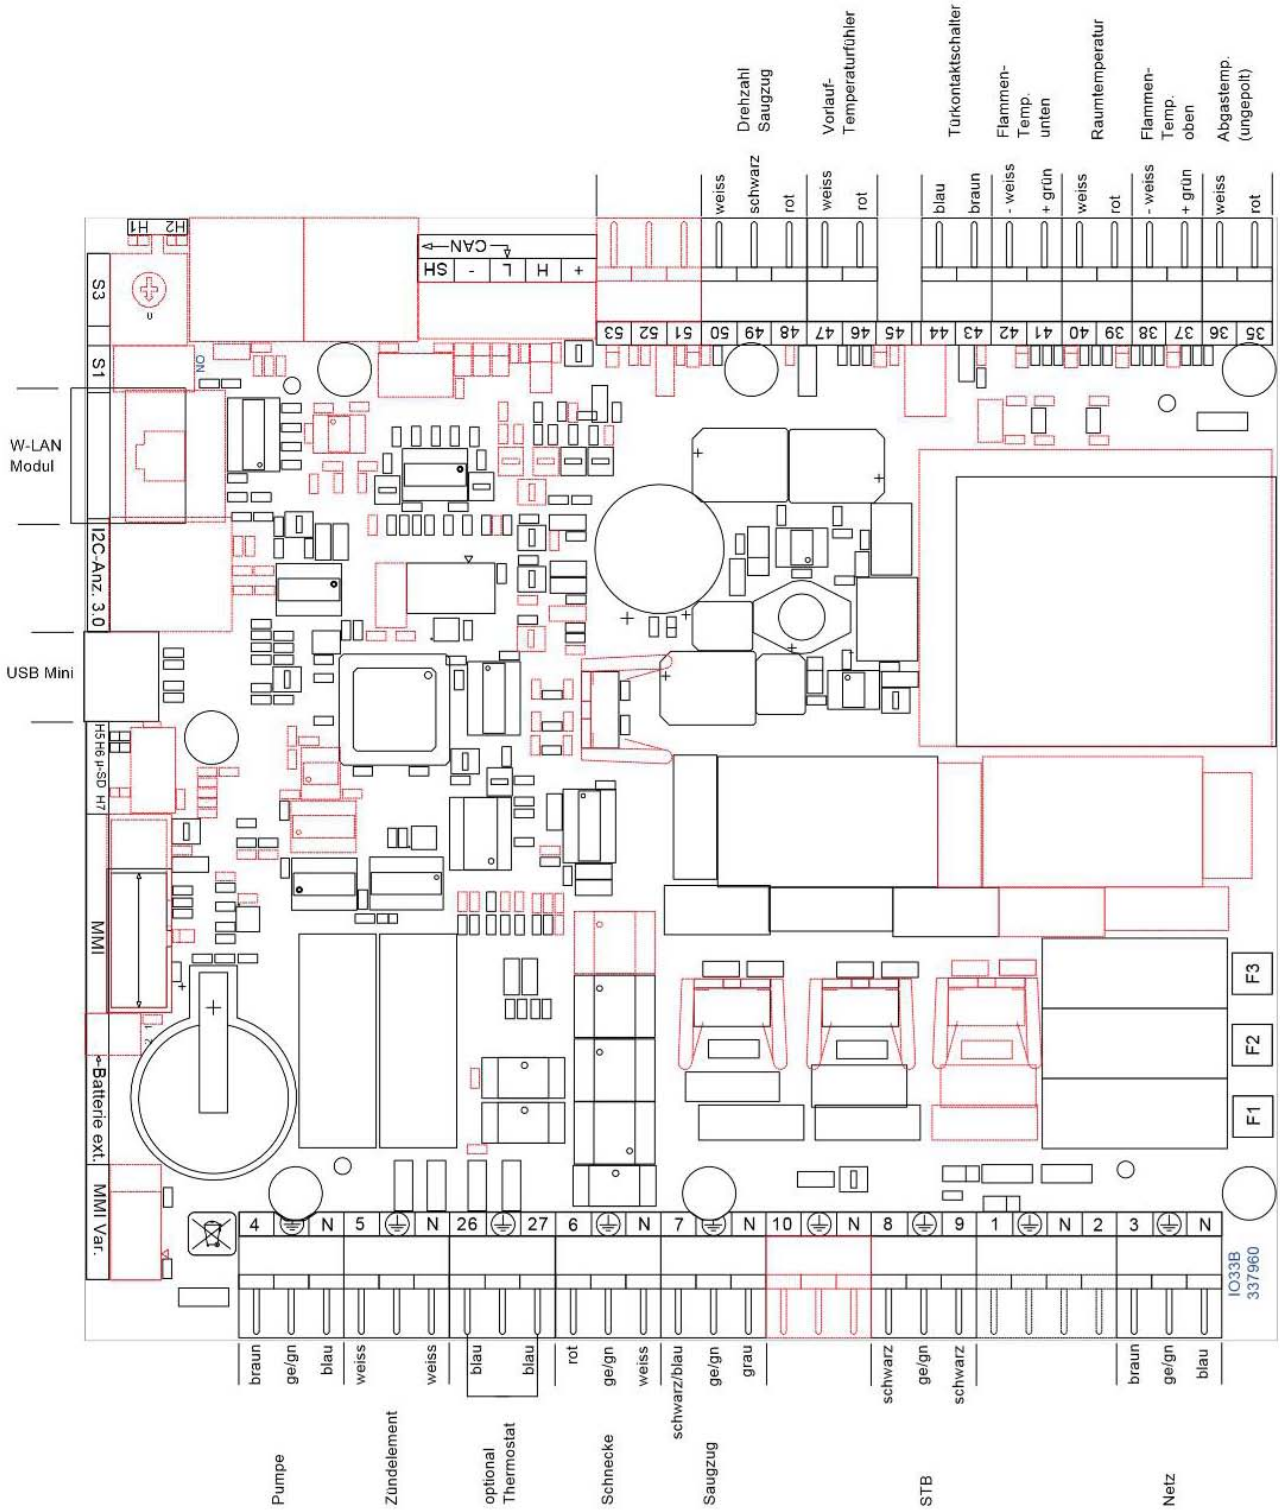 Drehzahl
Saugzug
Vorlauf-
Temperaturfühler
Türkontaktschalter
Flammen-
Temp.
unten
Raumtemperatur
Flammen-
Temp.
oben
Abgastemp.
(ungepolt)
weiss
schwarz
rot
weiss
rot
blau
braun
- weiss
+ grün
weiss
rot
- weiss
+ grün
weiss
rot
H1
H2
CAN
SH
-
L
H
+
53
52
51
50
49
48
47
46
45
44
43
42
41
40
39
38
37
36
35
S3
0
S1
ON
W-LAN
Modul
I2C-Anz. 3.0
USB Mini
H5 H6 µ-SD H7
MMI
Batterie ext.
MMI Var.
F3
F2
F1
4
N
5
N
26
27
6
N
7
N
10
N
8
9
1
N
2
3
N
IO33B
337960
braun
ge/gn
blau
weiss
weiss
blau
blau
rot
ge/gn
weiss
schwarz/blau
ge/gn
grau
schwarz
ge/gn
schwarz
braun
ge/gn
blau
Pumpe
Zündelement
optional
Thermostat
Schnecke
Saugzug
STB
Netz